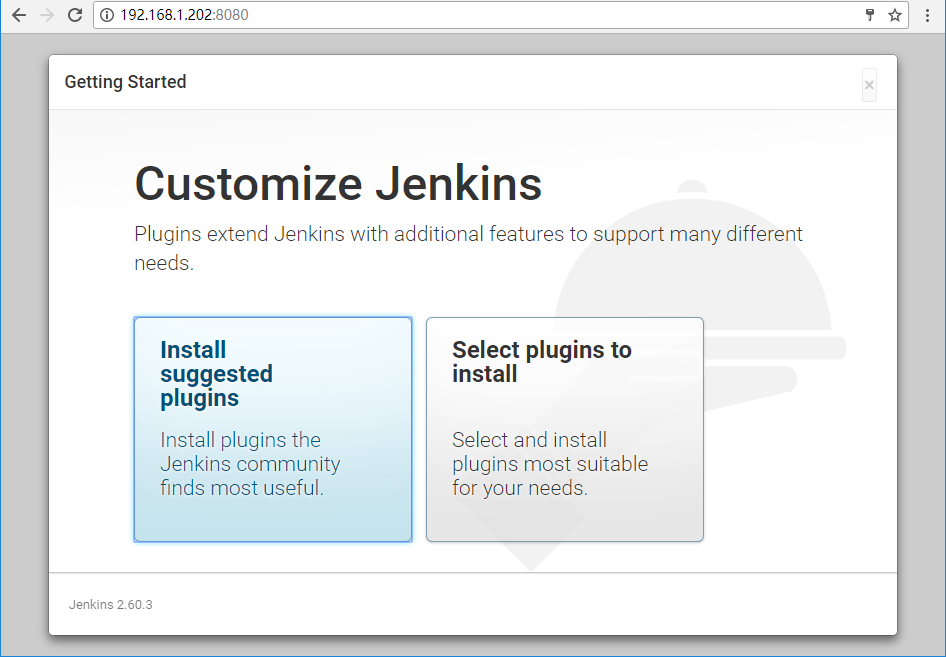 192.168.1.202:8080
Getting Started
×
Customize Jenkins
Plugins extend Jenkins with additional features to support many different
needs.
Install
suggested
plugins
Install plugins the
Jenkins community
finds most useful.
Select plugins to
install
Select and install
plugins most suitable
for your needs.
Jenkins 2.60.3